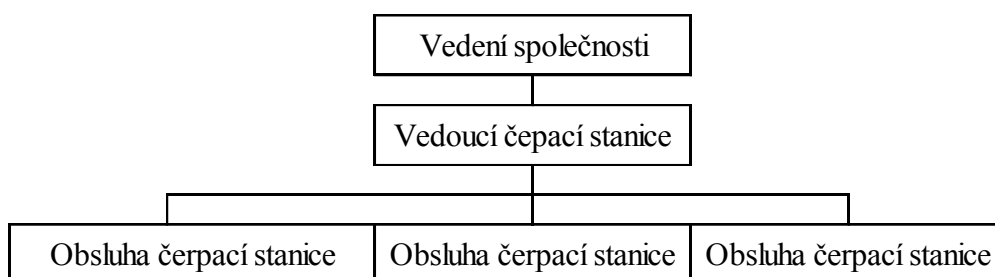 Vedení společnosti
Vedoucí čepací stanice
Obsluha čerpací stanice
Obsluha čerpací stanice
Obsluha čerpací stanice